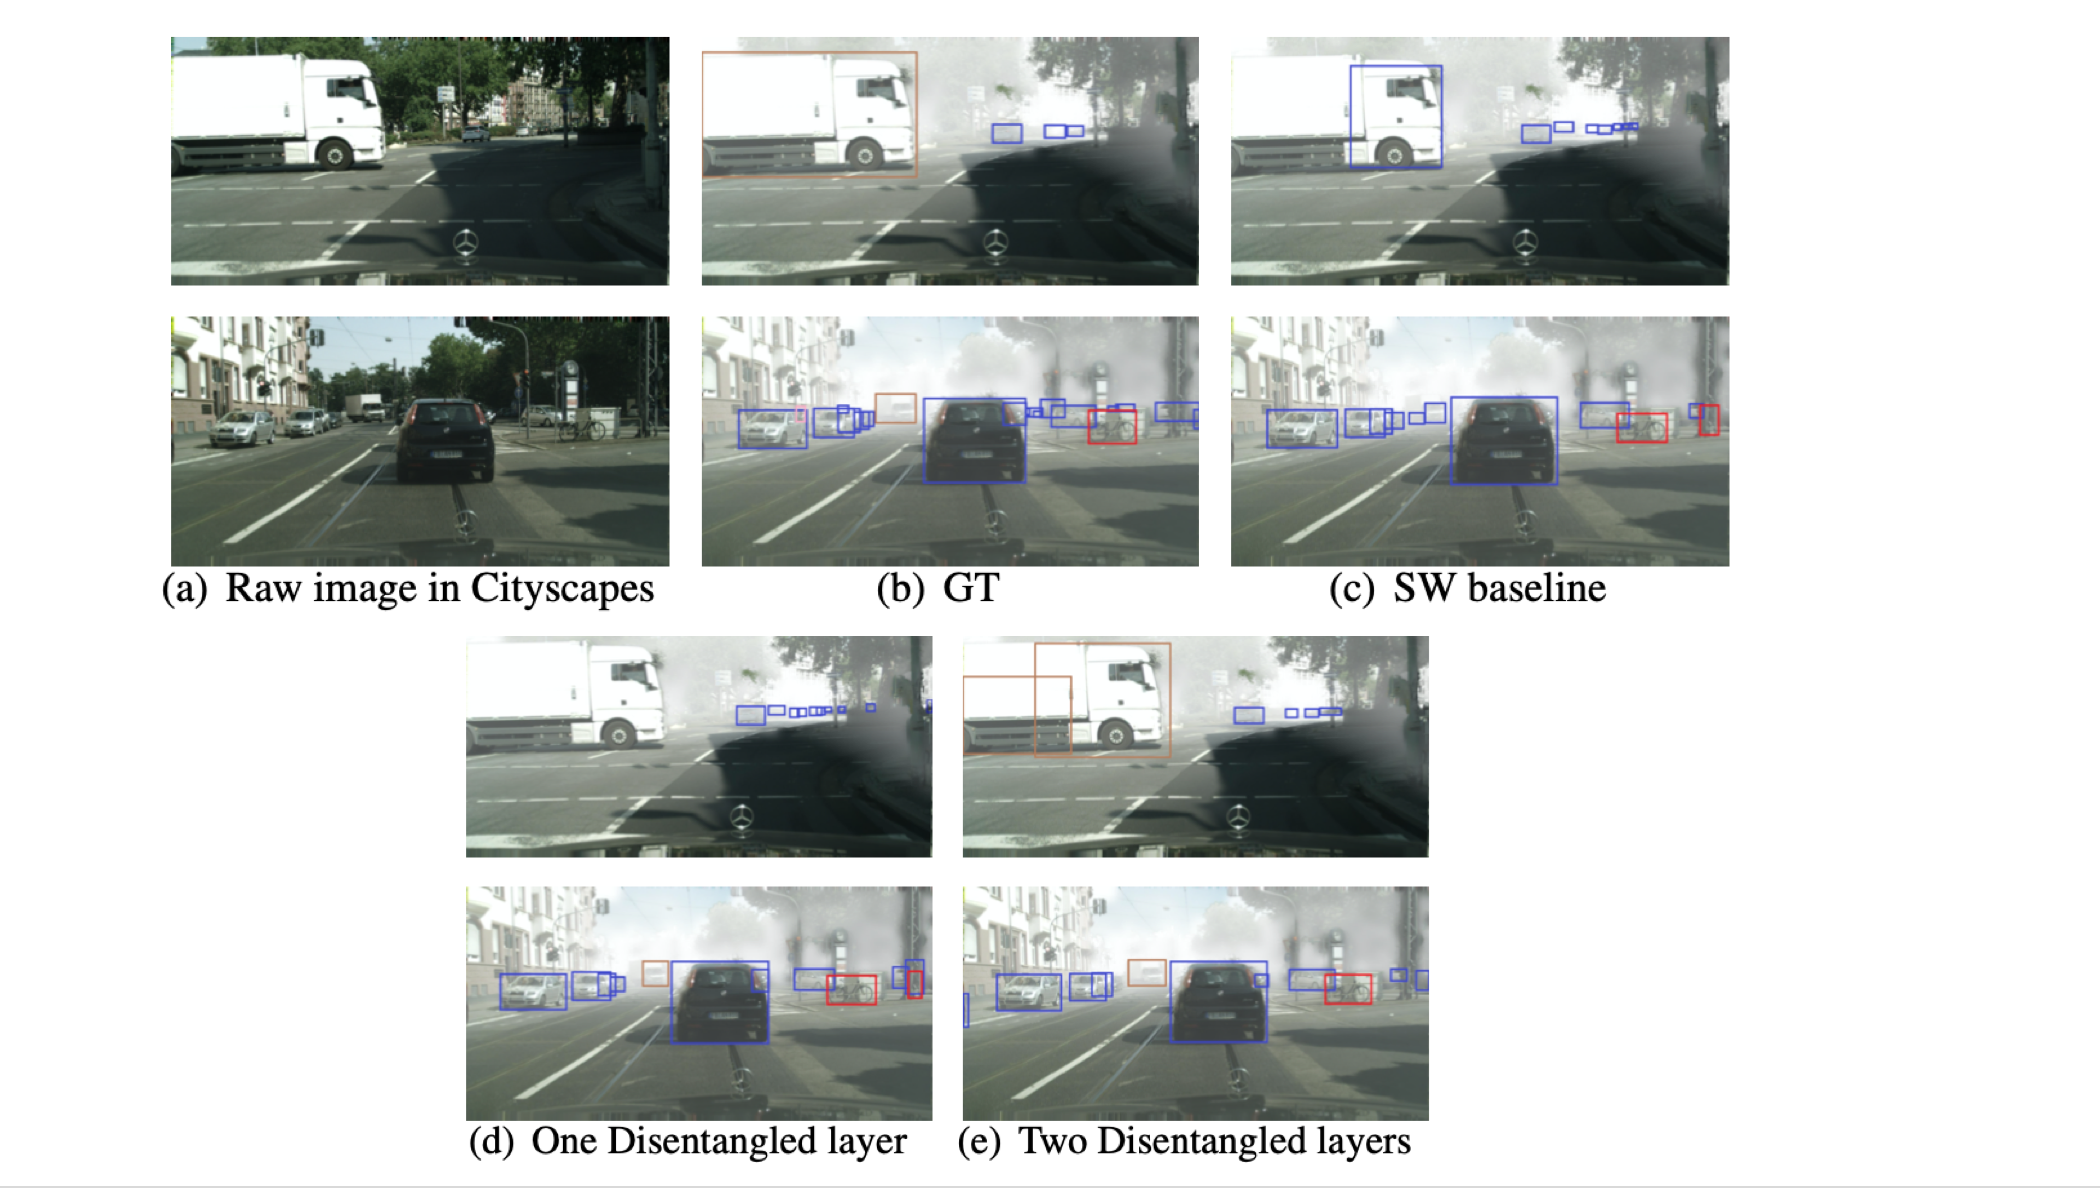 (a) Raw image in Cityscapes
(b) GT
(c) SW baseline
(d) One Disentangled layer
(e) Two Disentangled layers